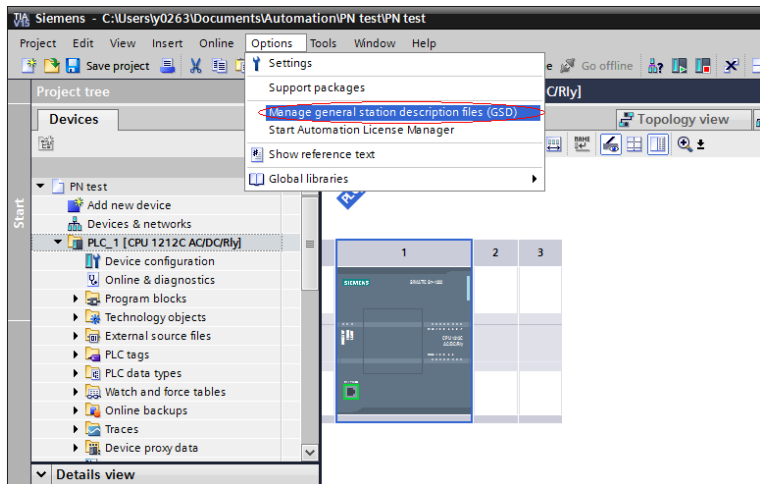 Siemens - C:\Users\y0263\Documents\Automation\PN test\PN test
Project Edit View Insert Online Options Tools Window Help
Save project
Go offline
Settings
Support packages
Manage general station description files (GSD)
Start Automation License Manager
Show reference text
Global libraries
Project tree
C/Rly]
Devices
Topology view
PN test
Add new device
Devices & networks
PLC_1 [CPU 1212C AC/DC/Rly]
Device configuration
Online & diagnostics
Program blocks
Technology objects
External source files
PLC tags
PLC data types
Watch and force tables
Online backups
Traces
Device proxy data
Details view
Start
1 2 3
SIEMENS